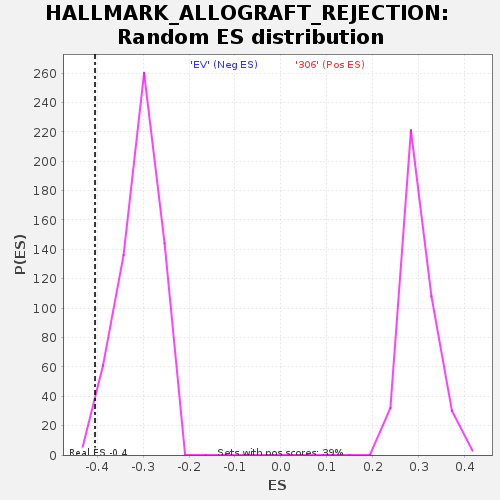 HALLMARK_ALLOGRAFT_REJECTION:
Random ES distribution
'EV' (Neg ES)
'306' (Pos ES)
260
240
220
200
180
160
140
120
100
80
60
40
20
0
P(ES)
Real ES -0.4
Sets with pos scores: 39%
-0.4 -0.3 -0.2 -0.1 0.0 0.1 0.2 0.3 0.4
ES